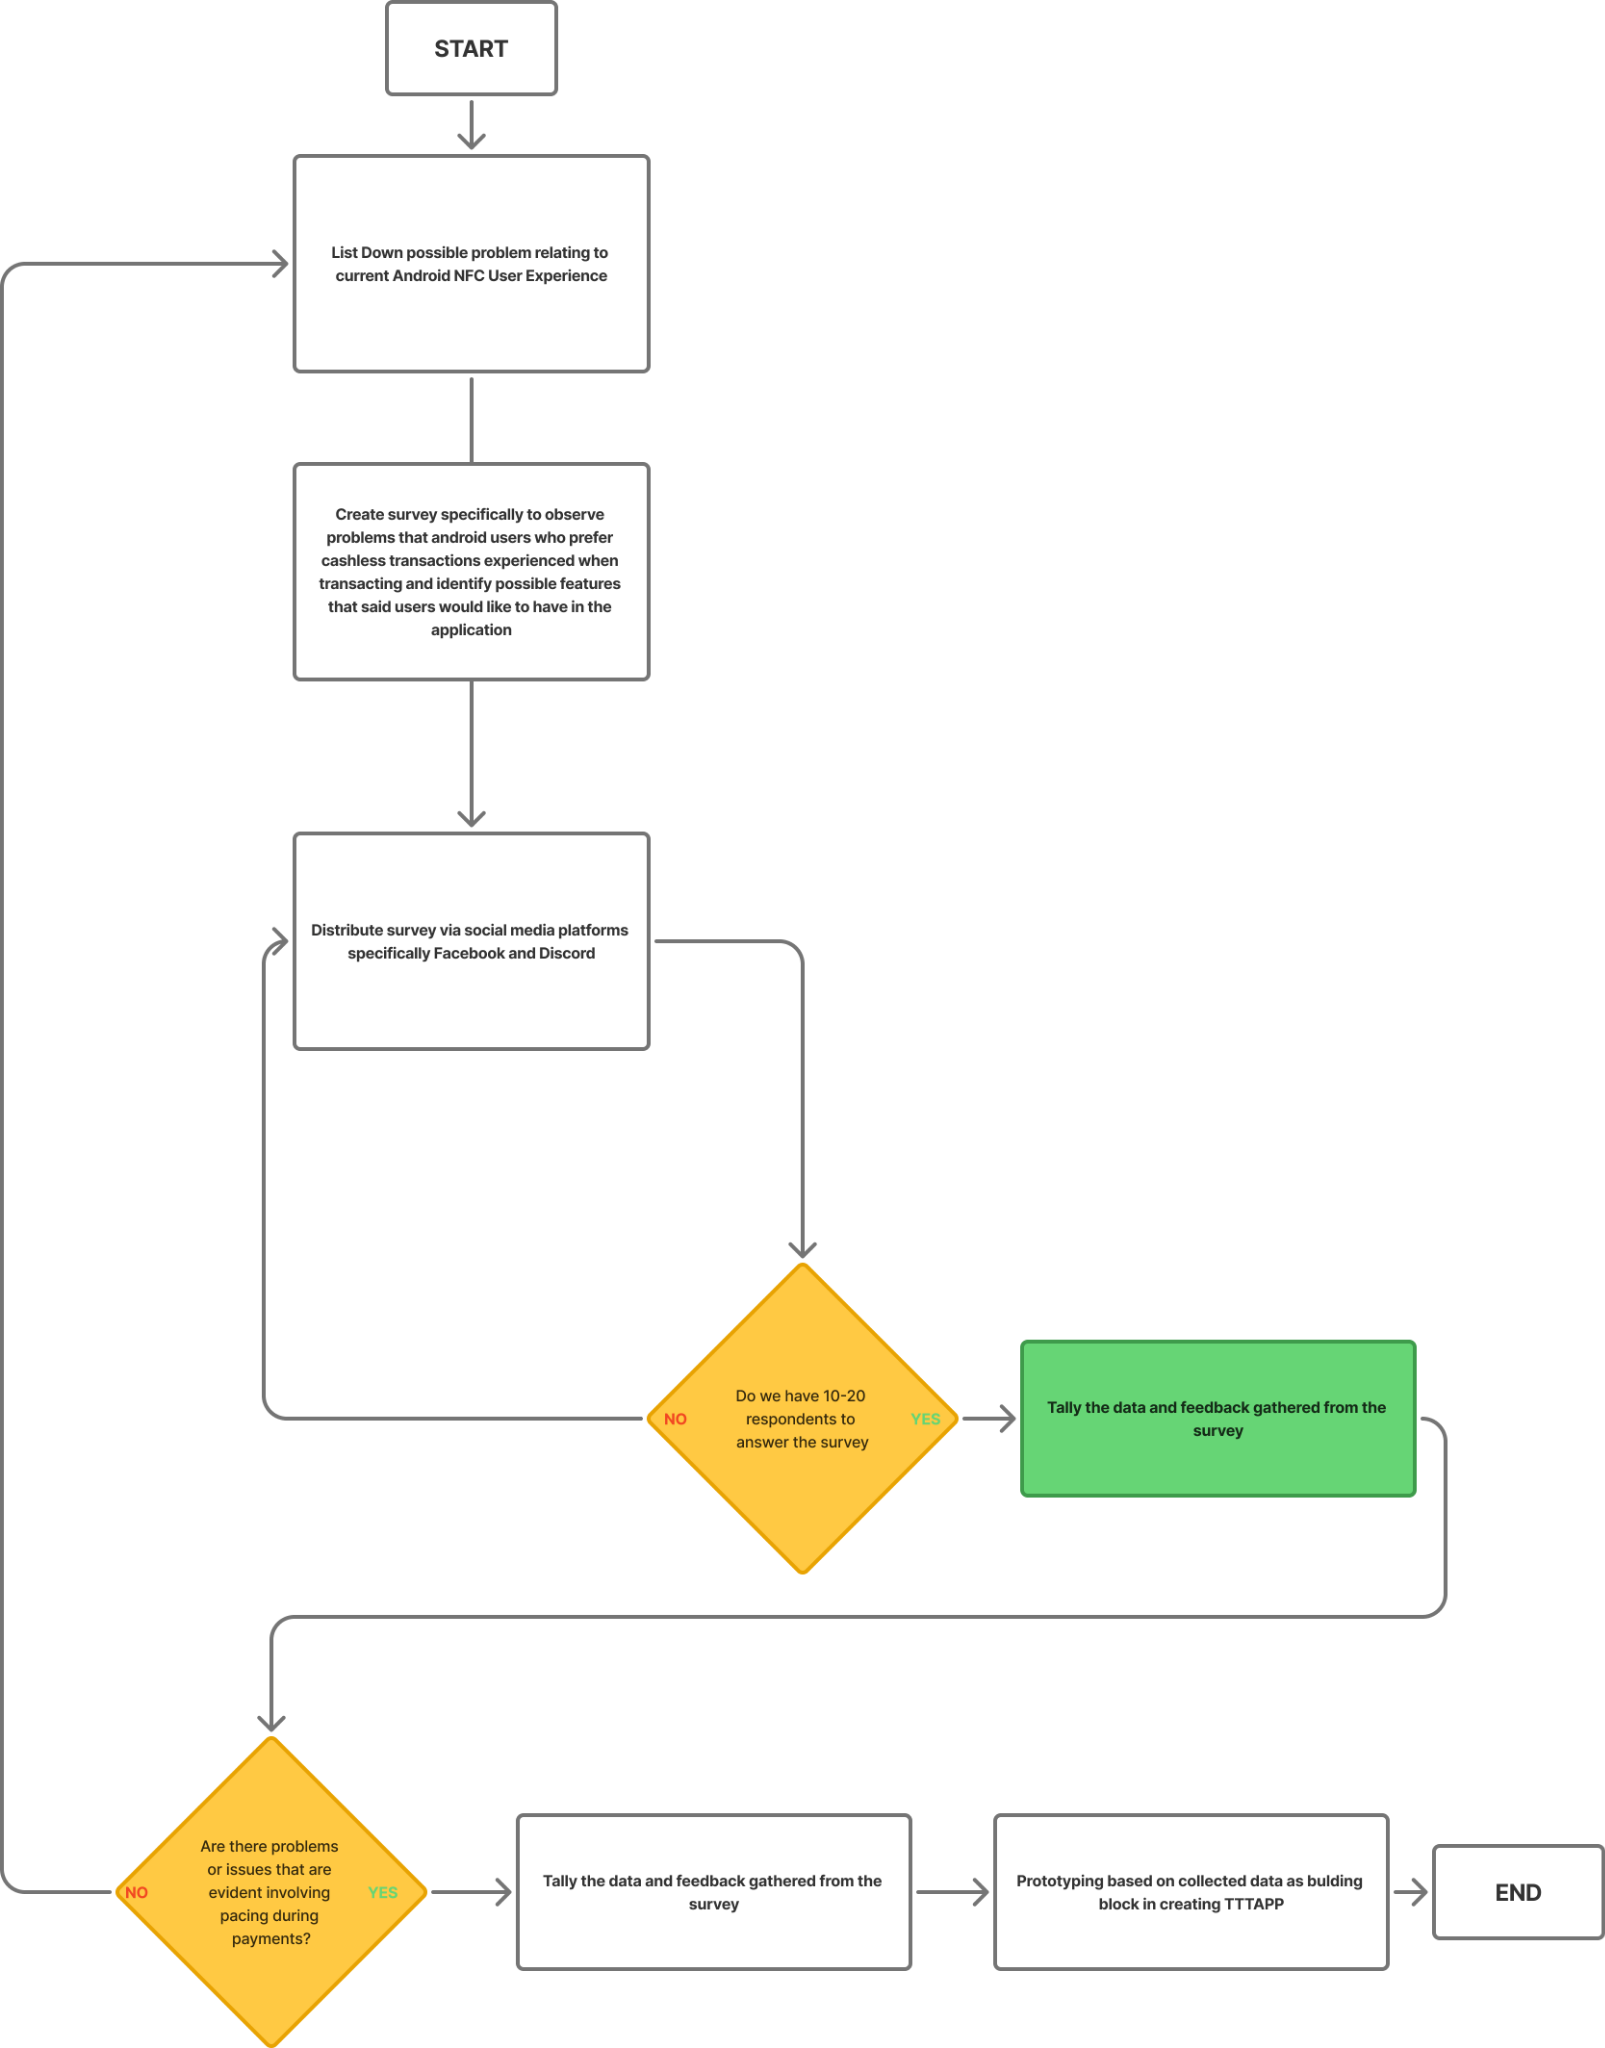 START
List Down possible problem relating to
current Android NFC User Experience
Create survey specifically to observe
problems that android users who prefer
cashless transactions experienced when
transacting and identify possible features
that said users would like to have in the
application
Distribute survey via social media platforms
specifically Facebook and Discord
Do we have 10-20
respondents to
answer the survey
NO
YES
Tally the data and feedback gathered from the
survey
Are there problems
or issues that are
evident involving
pacing during
payments?
NO
YES
Tally the data and feedback gathered from the
survey
Prototyping based on collected data as bulding
block in creating TTTAPP
END